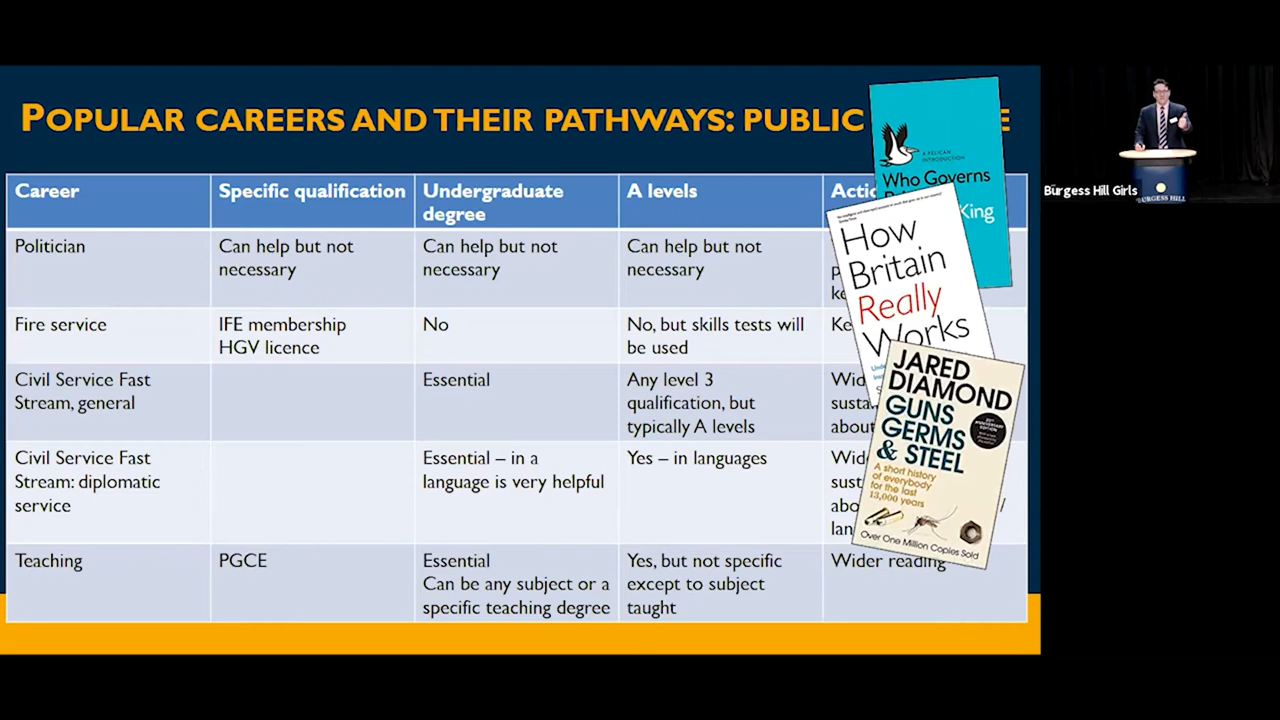 POPULAR CAREERS AND THEIR PATHWAYS: PUBLIC
Career
Specific qualification
Undergraduate
degree
A levels
Politician
Can help but not
necessary
Can help but not
necessary
Can help but not
necessary
Fire service
IFE membership
HGV licence
No
No, but skills tests will
be used
Civil Service Fast
Stream, general
Essential
Any level 3
qualification, but
typically A levels
Civil Service Fast
Stream: diplomatic
service
Essential – in a
language is very helpful
Yes – in languages
Teaching
PGCE
Essential
Can be any subject or a
specific teaching degree
Yes, but not specific
except to subject
taught
Wider reading
A PELICAN
INTRODUCTION
Who Governs
King
How
Britain
Really
Works
JARED
DIAMOND
GUNS
GERMS
& STEEL
A short history
of everybody
for the last
13,000 years
Over One Million Copies Sold
Burgess Hill Girls
BURGESS HILL